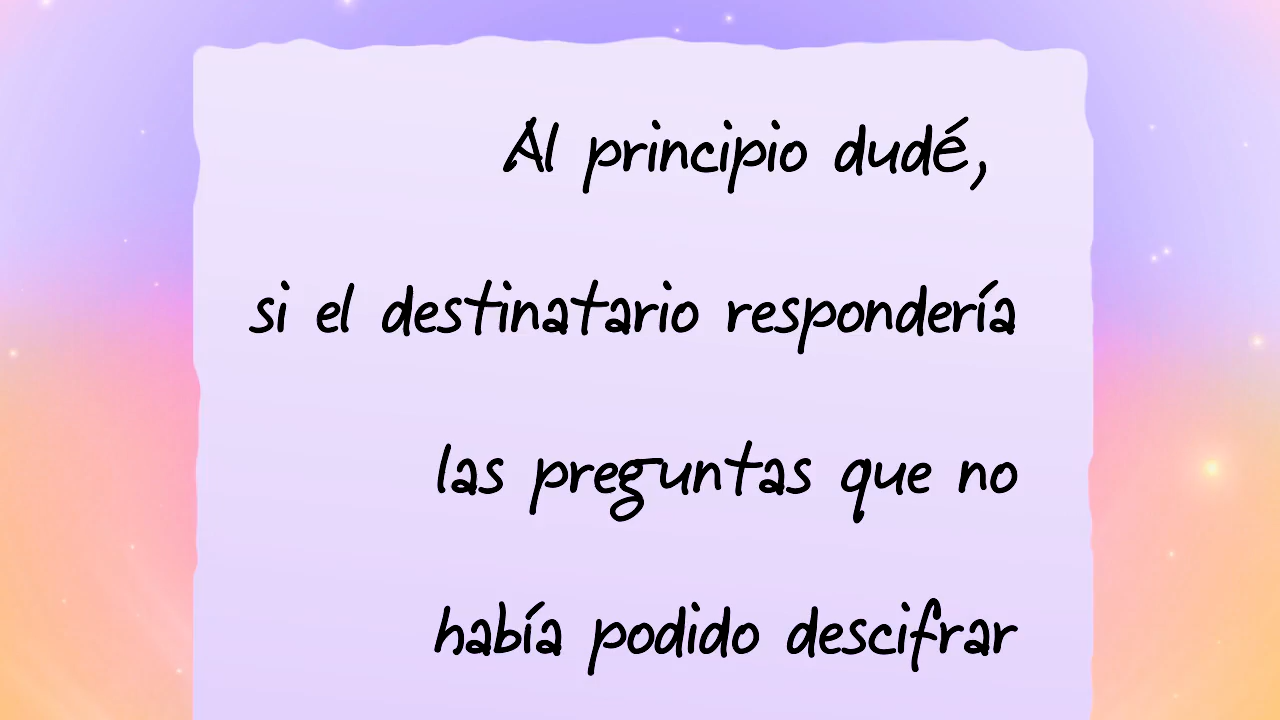 Al principio dudé,
si el destinatario respondería
las preguntas que no
había podido descifrar